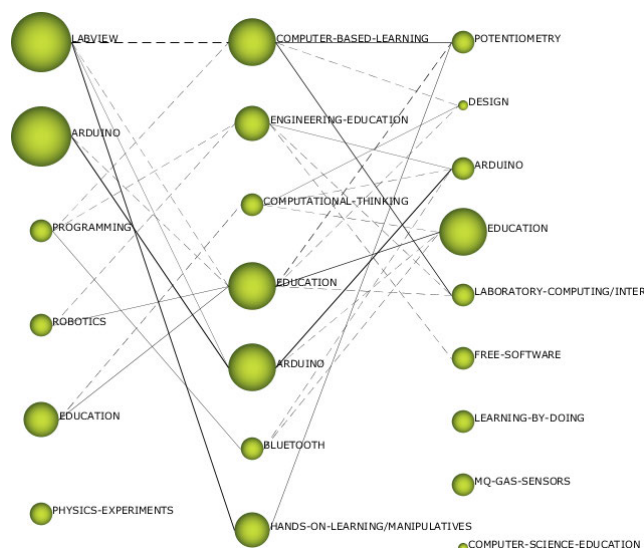 LABVIEW
ARDUINO
PROGRAMMING
ROBOTICS
EDUCATION
PHYSICS-EXPERIMENTS
COMPUTER-BASED-LEARNING
ENGINEERING-EDUCATION
COMPUTATIONAL-THINKING
EDUCATION
ARDUINO
BLUETOOTH
HANDS-ON-LEARNING/MANIPULATIVES
POTENTIOMETRY
DESIGN
ARDUINO
EDUCATION
LABORATORY-COMPUTING/INTER
FREE-SOFTWARE
LEARNING-BY-DOING
MQ-GAS-SENSORS
COMPUTER-SCIENCE-EDUCATION